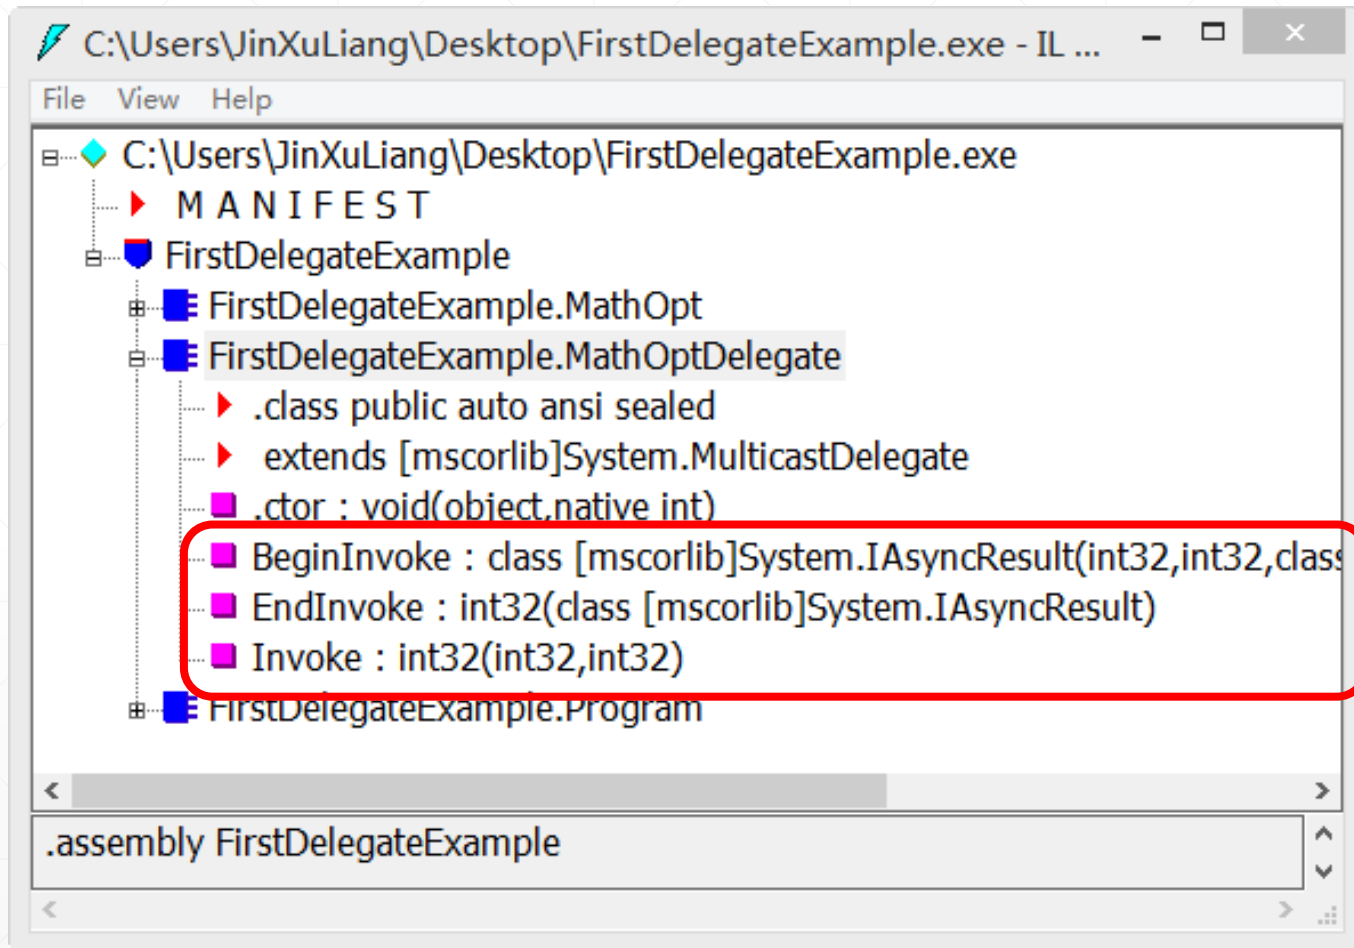 C:\Users\JinXuLiang\Desktop\FirstDelegateExample.exe - IL ...
File View Help
C:\Users\JinXuLiang\Desktop\FirstDelegateExample.exe
M A N I F E S T
FirstDelegateExample
FirstDelegateExample.MathOpt
FirstDelegateExample.MathOptDelegate
.class public auto ansi sealed
extends [mscorlib]System.MulticastDelegate
.ctor : void(object,native int)
BeginInvoke : class [mscorlib]System.IAsyncResult(int32,int32,class
EndInvoke : int32(class [mscorlib]System.IAsyncResult)
Invoke : int32(int32,int32)
FirstDelegateExample.Program
.assembly FirstDelegateExample